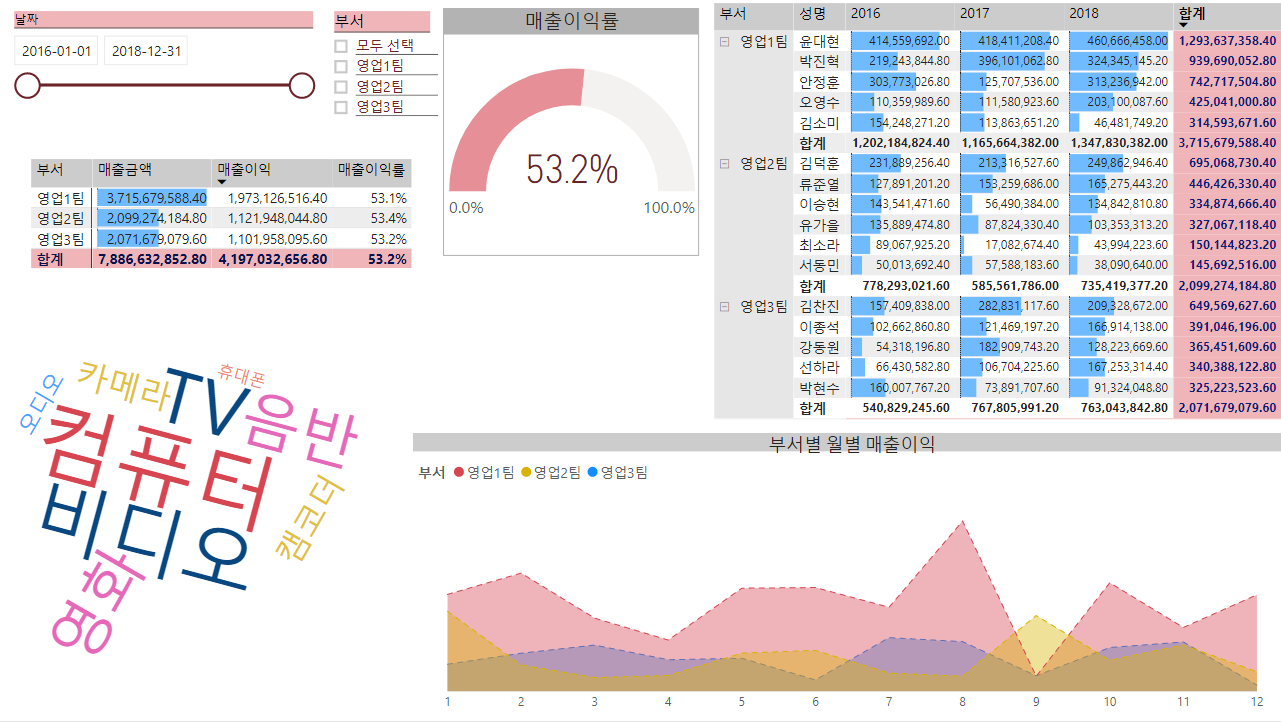 날짜
2016-01-01 2018-12-31
부서
모두 선택
영업1팀
영업2팀
영업3팀
매출이익률
53.2%
0.0% 100.0%
부서 매출금액 매출이익 매출이익률
영업1팀 3,715,679,588.40 1,973,126,516.40 53.1%
영업2팀 2,099,274,184.80 1,121,948,044.80 53.4%
영업3팀 2,071,679,079.60 1,101,958,095.60 53.2%
합계 7,886,632,852.80 4,197,032,656.80 53.2%
부서 성명 2016 2017 2018 합계
영업1팀 윤대현 414,559,692.00 418,411,208.40 460,666,458.00 1,293,637,358.40
박진혁 219,243,844.80 396,101,062.80 324,345,145.20 939,690,052.80
안정훈 303,773,026.80 125,707,536.00 313,236,942.00 742,717,504.80
오영수 110,359,989.60 111,580,923.60 203,100,087.60 425,041,000.80
김소미 154,248,271.20 113,863,651.20 46,481,749.20 314,593,671.60
합계 1,202,184,824.40 1,165,664,382.00 1,347,830,382.00 3,715,679,588.40
영업2팀 김덕훈 231,889,256.40 213,316,527.60 249,862,946.40 695,068,730.40
류준열 127,891,201.20 153,259,686.00 165,275,443.20 446,426,330.40
이승현 143,541,471.60 56,490,384.00 134,842,810.80 334,874,666.40
유가을 135,889,474.80 87,824,330.40 103,353,313.20 327,067,118.40
최소라 89,067,925.20 17,082,674.40 43,994,223.60 150,144,823.20
서동민 50,013,692.40 57,588,183.60 38,090,640.00 145,692,516.00
합계 778,293,021.60 585,561,786.00 735,419,377.20 2,099,274,184.80
영업3팀 김찬진 157,409,838.00 282,831,117.60 209,328,672.00 649,569,627.60
이종석 102,662,860.80 121,469,197.20 166,914,138.00 391,046,196.00
강동원 54,318,196.80 182,909,743.20 128,223,669.60 365,451,609.60
선하라 66,430,582.80 106,704,225.60 167,253,314.40 340,388,122.80
박현수 160,007,767.20 73,891,707.60 91,324,048.80 325,223,523.60
합계 540,829,245.60 767,805,991.20 763,043,842.80 2,071,679,079.60
카메라
TV
휴대폰
오디오
음반
컴퓨터
비디오
캠코더
영화
부서별 월별 매출이익
부서 영업1팀 영업2팀 영업3팀
1 2 3 4 5 6 7 8 9 10 11 12